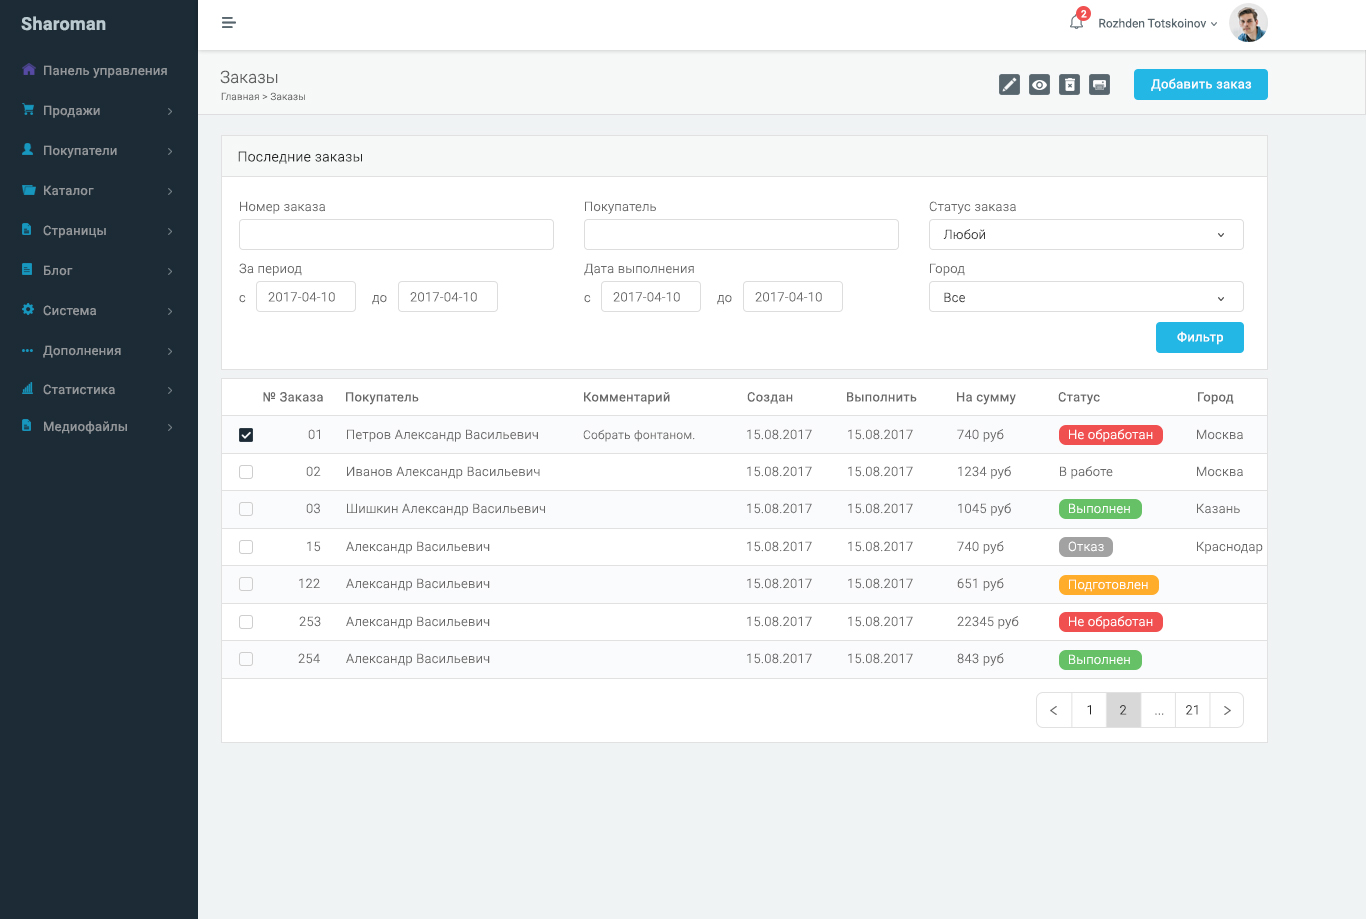 Sharoman
Панель управления
Продажи
Покупатели
Каталог
Страницы
Блог
Система
Дополнения
Статистика
Медиофайлы
2
Rozhden Totskoinov
Заказы
Главная > Заказы
Добавить заказ
Последние заказы
Номер заказа Покупатель Статус заказа
Любой
За период Дата выполнения Город
с 2017-04-10 до 2017-04-10 с 2017-04-10 до 2017-04-10 Все
Фильтр
№ Заказа Покупатель Комментарий Создан Выполнить На сумму Статус Город
01 Петров Александр Васильевич Собрать фонтаном. 15.08.2017 15.08.2017 740 руб Не обработан Москва
02 Иванов Александр Васильевич 15.08.2017 15.08.2017 1234 руб В работе Москва
03 Шишкин Александр Васильевич 15.08.2017 15.08.2017 1045 руб Выполнен Казань
15 Александр Васильевич 15.08.2017 15.08.2017 740 руб Отказ Краснодар
122 Александр Васильевич 15.08.2017 15.08.2017 651 руб Подготовлен
253 Александр Васильевич 15.08.2017 15.08.2017 22345 руб Не обработан
254 Александр Васильевич 15.08.2017 15.08.2017 843 руб Выполнен
< 1 2 ... 21 >